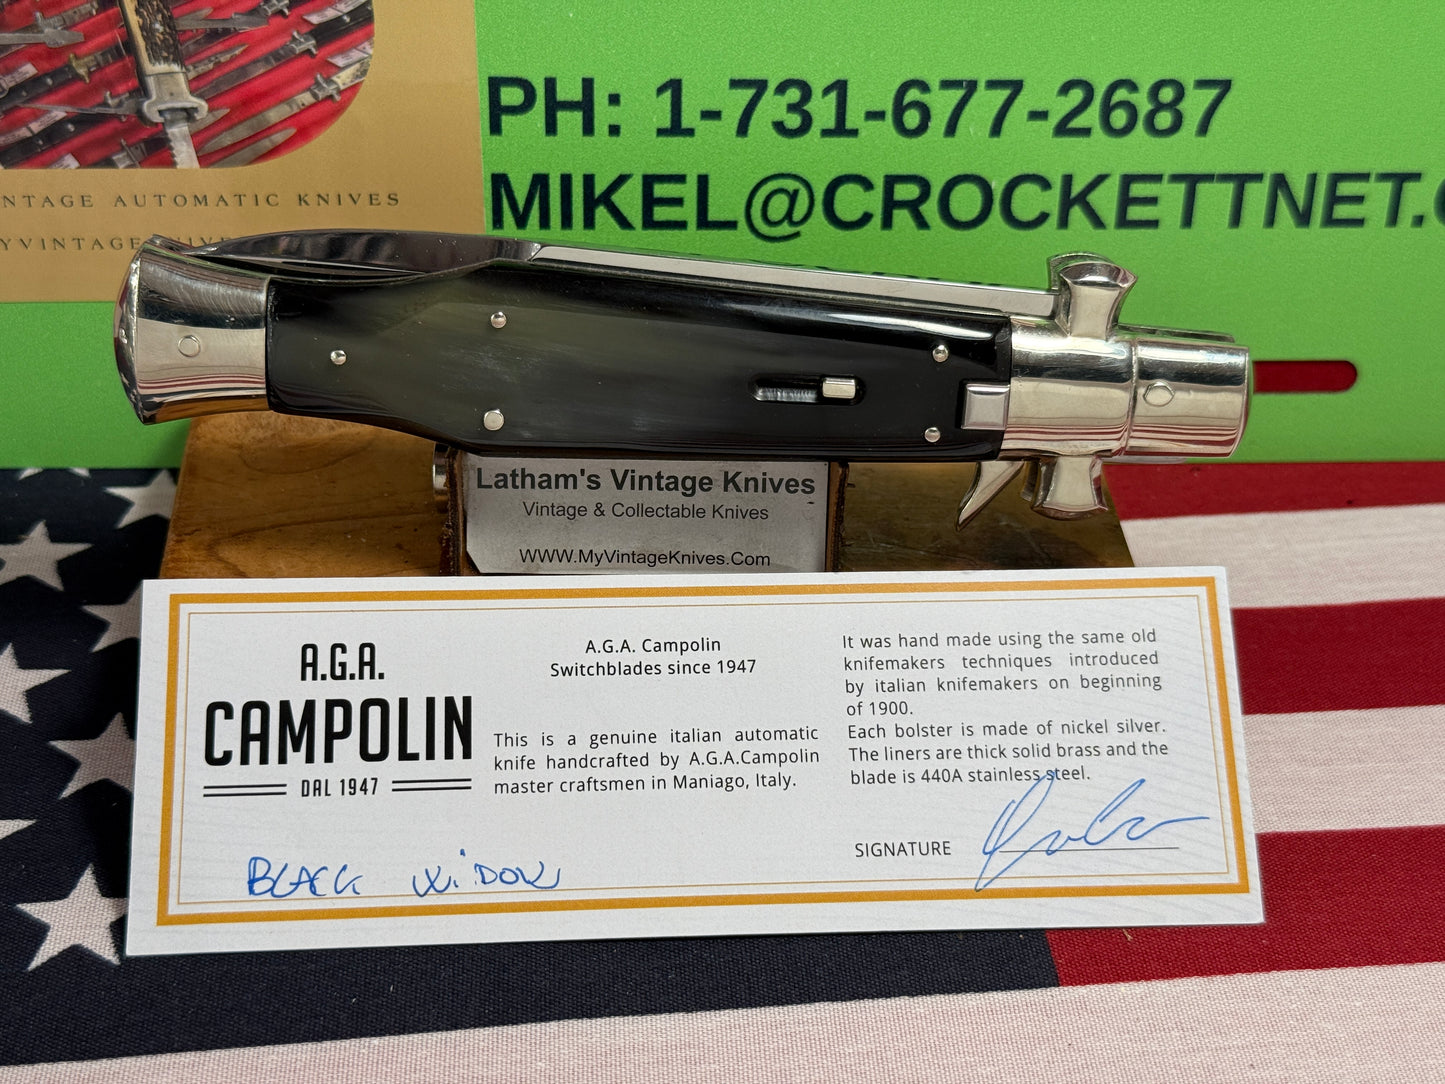 PH: 1-731-677-2687
MIKEL@CROCKETTNET.
NTAGE AUTOMATIC KNIVES
YVINTAGE
Latham's Vintage Knives
Vintage & Collectable Knives
WWW.MyVintageKnives.Com
A.G.A.
CAMPOLIN
DAL 1947
BLACK WIDOW
A.G.A. Campolin
Switchblades since 1947
This is a genuine italian automatic
knife handcrafted by A.G.A.Campolin
master craftsmen in Maniago, Italy.
It was hand made using the same old
knifemakers techniques introduced
by italian knifemakers on beginning
of 1900.
Each bolster is made of nickel silver.
The liners are thick solid brass and the
blade is 440A stainless steel.
SIGNATURE